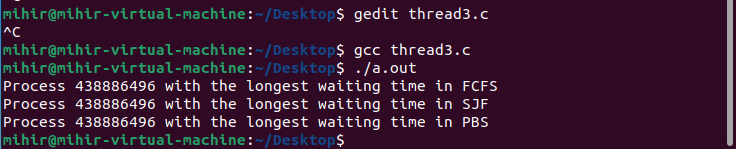 mihir@mihir-virtual-machine:~/Desktop$ gedit thread3.c
^C
mihir@mihir-virtual-machine:~/Desktop$ gcc thread3.c
mihir@mihir-virtual-machine:~/Desktop$ ./a.out
Process 438886496 with the longest waiting time in FCFS
Process 438886496 with the longest waiting time in SJF
Process 438886496 with the longest waiting time in PBS
mihir@mihir-virtual-machine:~/Desktop$